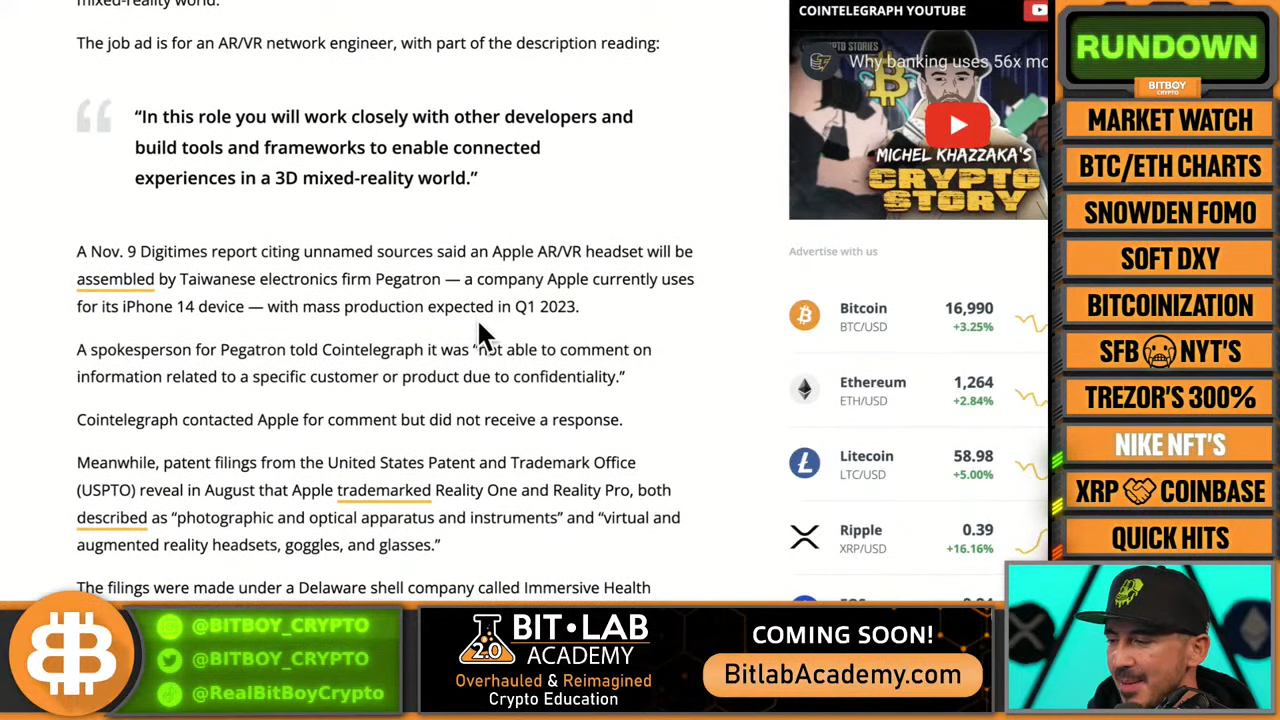 mixed-reality world.
The job ad is for an AR/VR network engineer, with part of the description reading:
“In this role you will work closely with other developers and
build tools and frameworks to enable connected
experiences in a 3D mixed-reality world.”
A Nov. 9 Digitimes report citing unnamed sources said an Apple AR/VR headset will be
assembled by Taiwanese electronics firm Pegatron — a company Apple currently uses
for its iPhone 14 device — with mass production expected in Q1 2023.
A spokesperson for Pegatron told Cointelegraph it was “not able to comment on
information related to a specific customer or product due to confidentiality.”
Cointelegraph contacted Apple for comment but did not receive a response.
Meanwhile, patent filings from the United States Patent and Trademark Office
(USPTO) reveal in August that Apple trademarked Reality One and Reality Pro, both
described as “photographic and optical apparatus and instruments” and “virtual and
augmented reality headsets, goggles, and glasses.”
The filings were made under a Delaware shell company called Immersive Health
COINTELEGRAPH YOUTUBE
CRYPTO STORIES
Why banking uses 56x mo
MICHEL KHAZZAKA'S
CRYPTO
STORY
Advertise with us
Bitcoin 16,990
BTC/USD +3.25%
Ethereum 1,264
ETH/USD +2.84%
Litecoin 58.98
LTC/USD +5.00%
Ripple 0.39
XRP/USD +16.16%
RUNDOWN
BITBOY
CRYPTO
MARKET WATCH
BTC/ETH CHARTS
SNOWDEN FOMO
SOFT DXY
BITCOINIZATION
SFB NYT'S
TREZOR'S 300%
NIKE NFT'S
XRP COINBASE
QUICK HITS
@BITBOY_CRYPTO
@BITBOY_CRYPTO
@RealBitBoyCrypto
2.0
BIT•LAB
ACADEMY
Overhauled & Reimagined
Crypto Education
COMING SOON!
BitlabAcademy.com